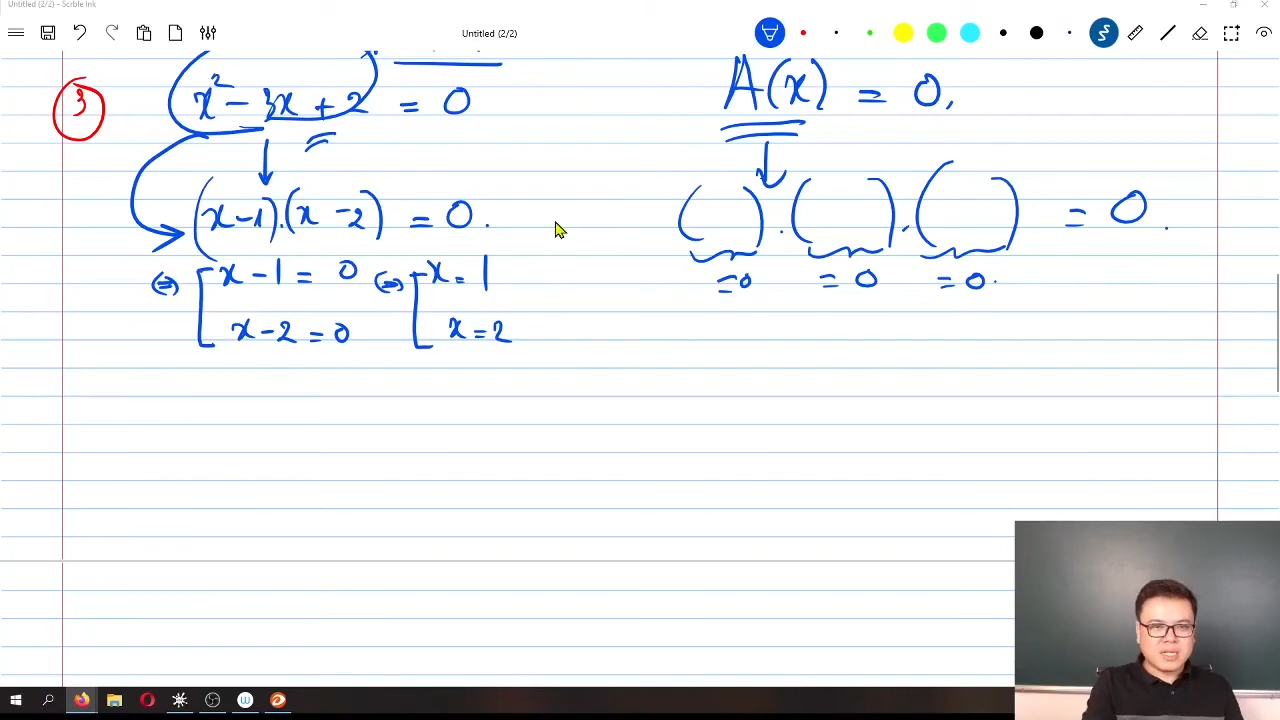 Untitled (2/2) - Scrble Ink
Untitled (2/2)
3
x² - 3x + 2 = 0
(x-1).(x-2) = 0.
⇔ [ x - 1 = 0 ⇔ [ x = 1
x - 2 = 0 x = 2
A(x) = 0,
( ) . ( ) . ( ) = 0.
=0 = 0 = 0.